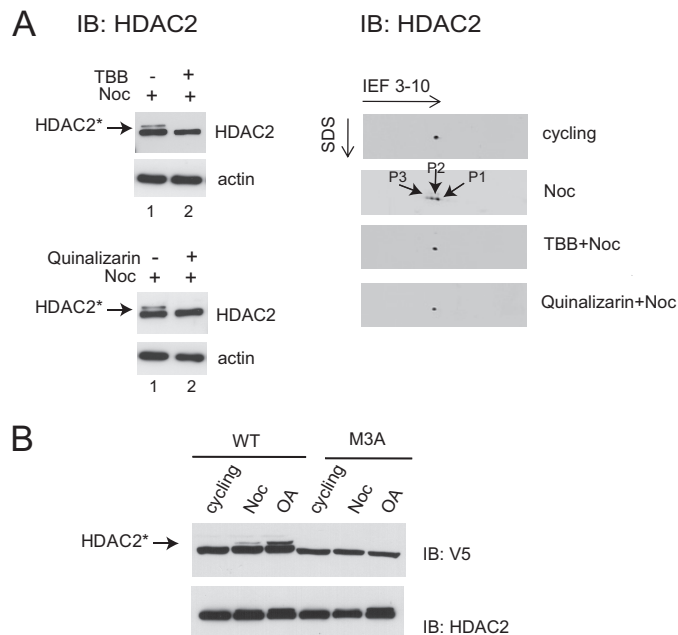 A
IB: HDAC2
TBB - +
Noc + +
HDAC2*
HDAC2
actin
1 2
Quinalizarin - +
Noc + +
HDAC2*
HDAC2
actin
1 2
IB: HDAC2
IEF 3-10
SDS
cycling
P3 P2 P1
Noc
TBB+Noc
Quinalizarin+Noc
B
WT M3A
cycling Noc OA cycling Noc OA
HDAC2*
IB: V5
IB: HDAC2